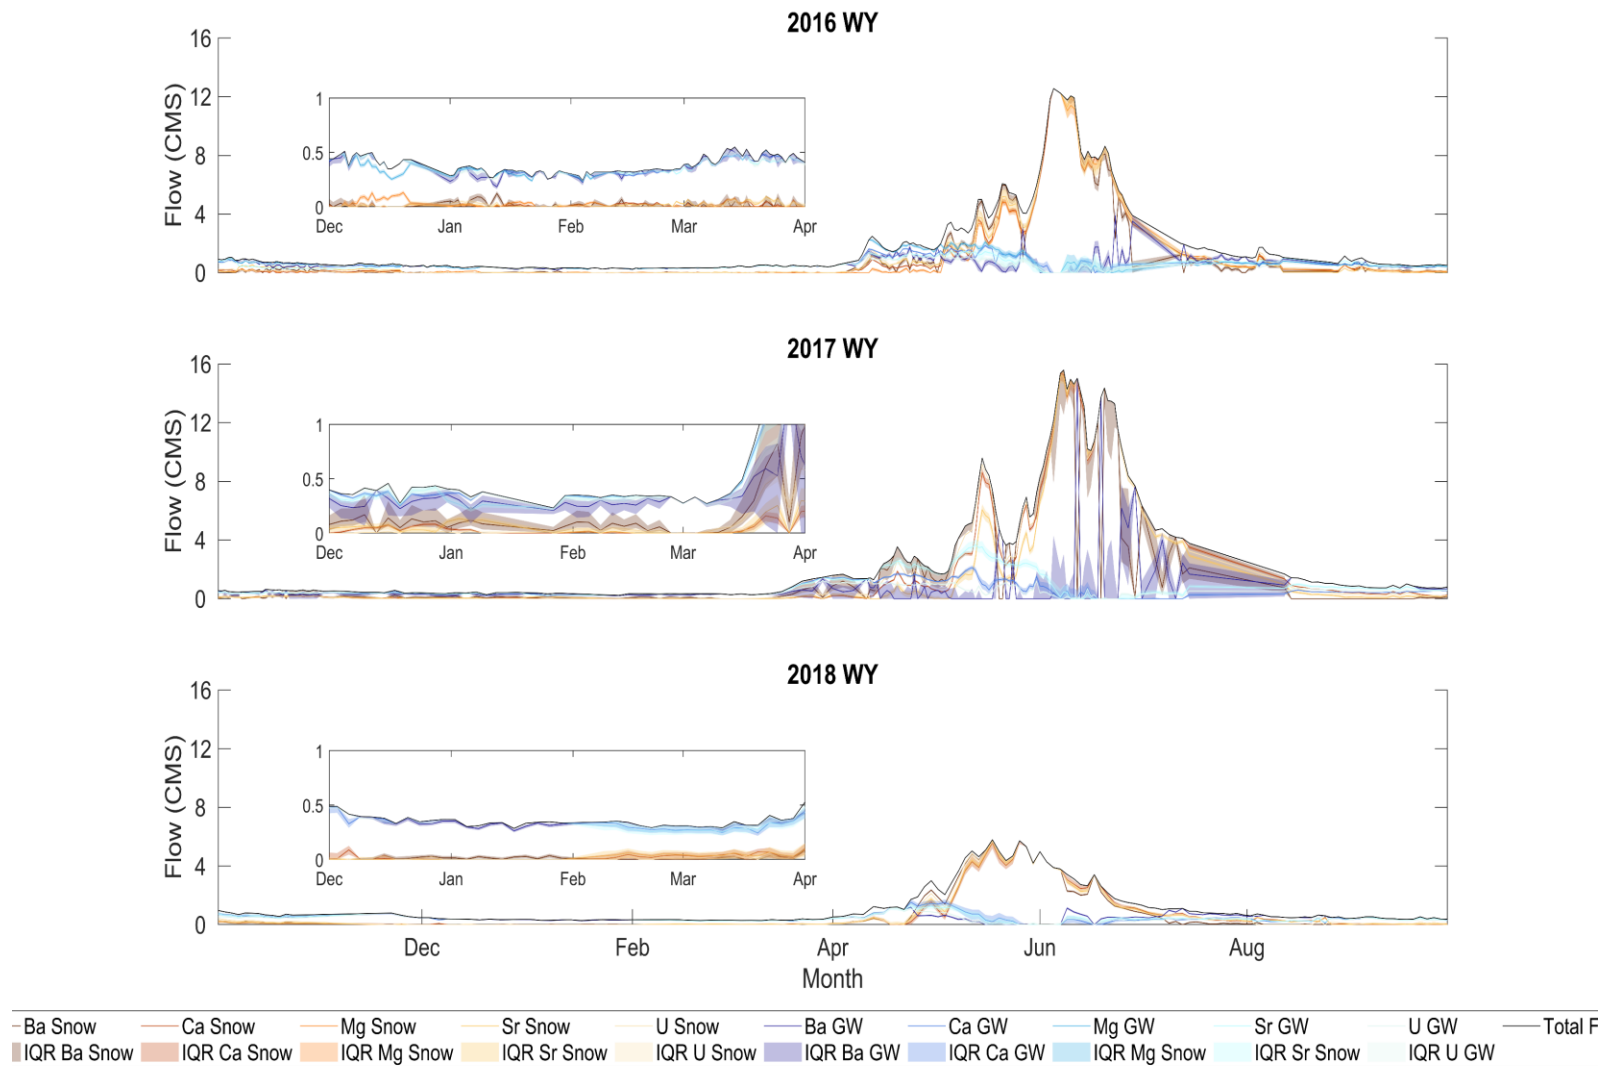 2016 WY
16
12
8
4
0
Flow (CMS)
1
0.5
0
Dec Jan Feb Mar Apr
2017 WY
16
12
8
4
0
Flow (CMS)
1
0.5
0
Dec Jan Feb Mar Apr
2018 WY
16
12
8
4
0
Flow (CMS)
1
0.5
0
Dec Jan Feb Mar Apr
Dec Feb Apr Jun Aug
Month
Ba Snow Ca Snow Mg Snow Sr Snow U Snow Ba GW Ca GW Mg GW Sr GW U GW Total F
IQR Ba Snow IQR Ca Snow IQR Mg Snow IQR Sr Snow IQR U Snow IQR Ba GW IQR Ca GW IQR Mg Snow IQR Sr Snow IQR U GW